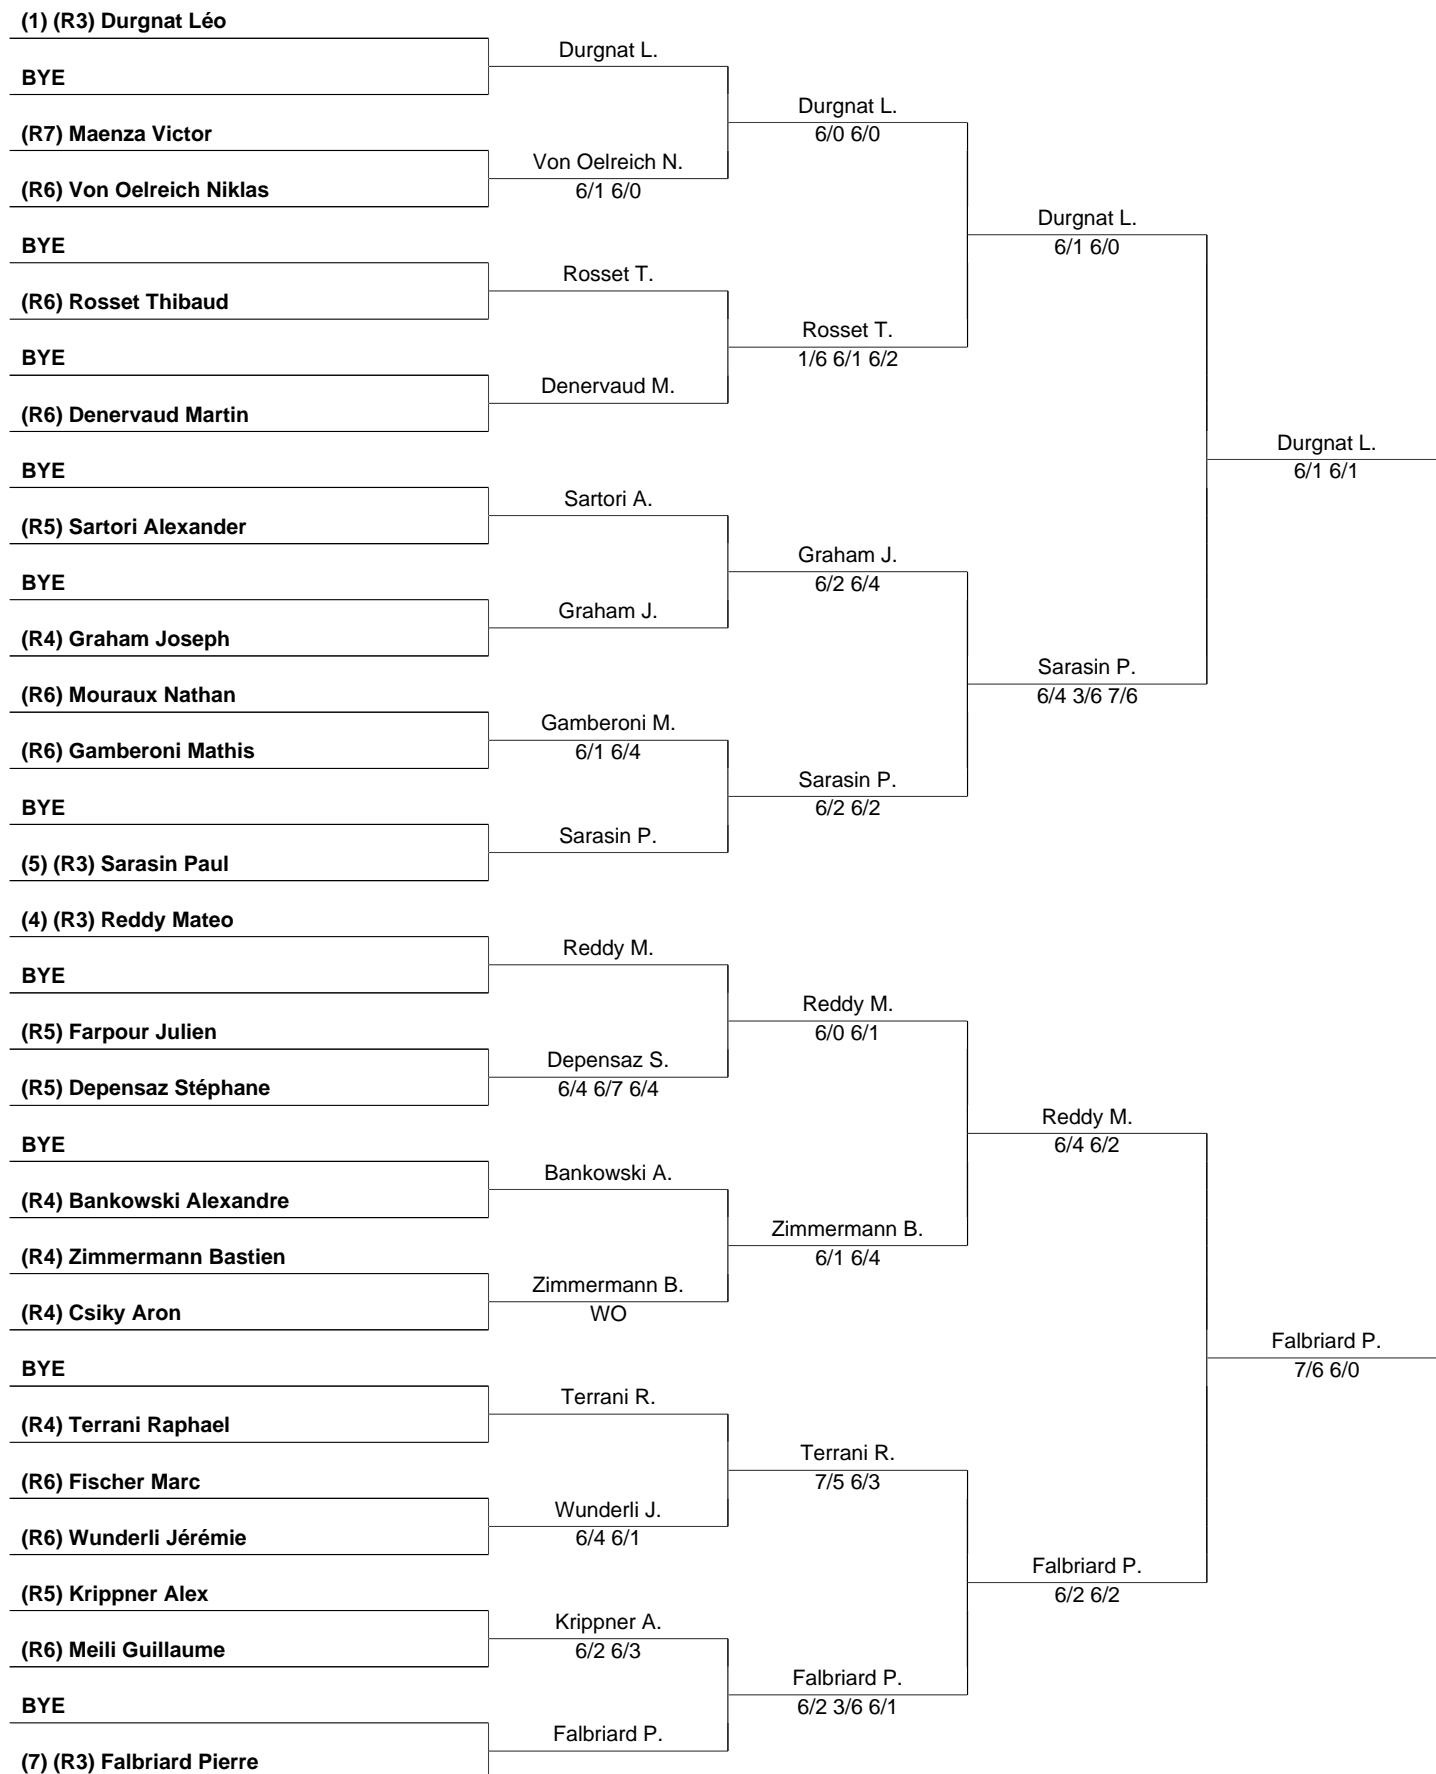 (1) (R3) Durgnat Léo
BYE
(R7) Maenza Victor
(R6) Von Oelreich Niklas
BYE
(R6) Rosset Thibaud
BYE
(R6) Denervaud Martin
BYE
(R5) Sartori Alexander
BYE
(R4) Graham Joseph
(R6) Mouraux Nathan
(R6) Gamberoni Mathis
BYE
(5) (R3) Sarasin Paul
(4) (R3) Reddy Mateo
BYE
(R5) Farpour Julien
(R5) Depensaz Stéphane
BYE
(R4) Bankowski Alexandre
(R4) Zimmermann Bastien
(R4) Csiky Aron
BYE
(R4) Terrani Raphael
(R6) Fischer Marc
(R6) Wunderli Jérémie
(R5) Krippner Alex
(R6) Meili Guillaume
BYE
(7) (R3) Falbriard Pierre
Durgnat L.
Von Oelreich N.
6/1 6/0
Rosset T.
Denervaud M.
Sartori A.
Graham J.
Gamberoni M.
6/1 6/4
Sarasin P.
Reddy M.
Depensaz S.
6/4 6/7 6/4
Bankowski A.
Zimmermann B.
WO
Terrani R.
Wunderli J.
6/4 6/1
Krippner A.
6/2 6/3
Falbriard P.
Durgnat L.
6/0 6/0
Rosset T.
1/6 6/1 6/2
Graham J.
6/2 6/4
Sarasin P.
6/2 6/2
Reddy M.
6/0 6/1
Zimmermann B.
6/1 6/4
Terrani R.
7/5 6/3
Falbriard P.
6/2 3/6 6/1
Durgnat L.
6/1 6/0
Sarasin P.
6/4 3/6 7/6
Reddy M.
6/4 6/2
Falbriard P.
6/2 6/2
Durgnat L.
6/1 6/1
Falbriard P.
7/6 6/0